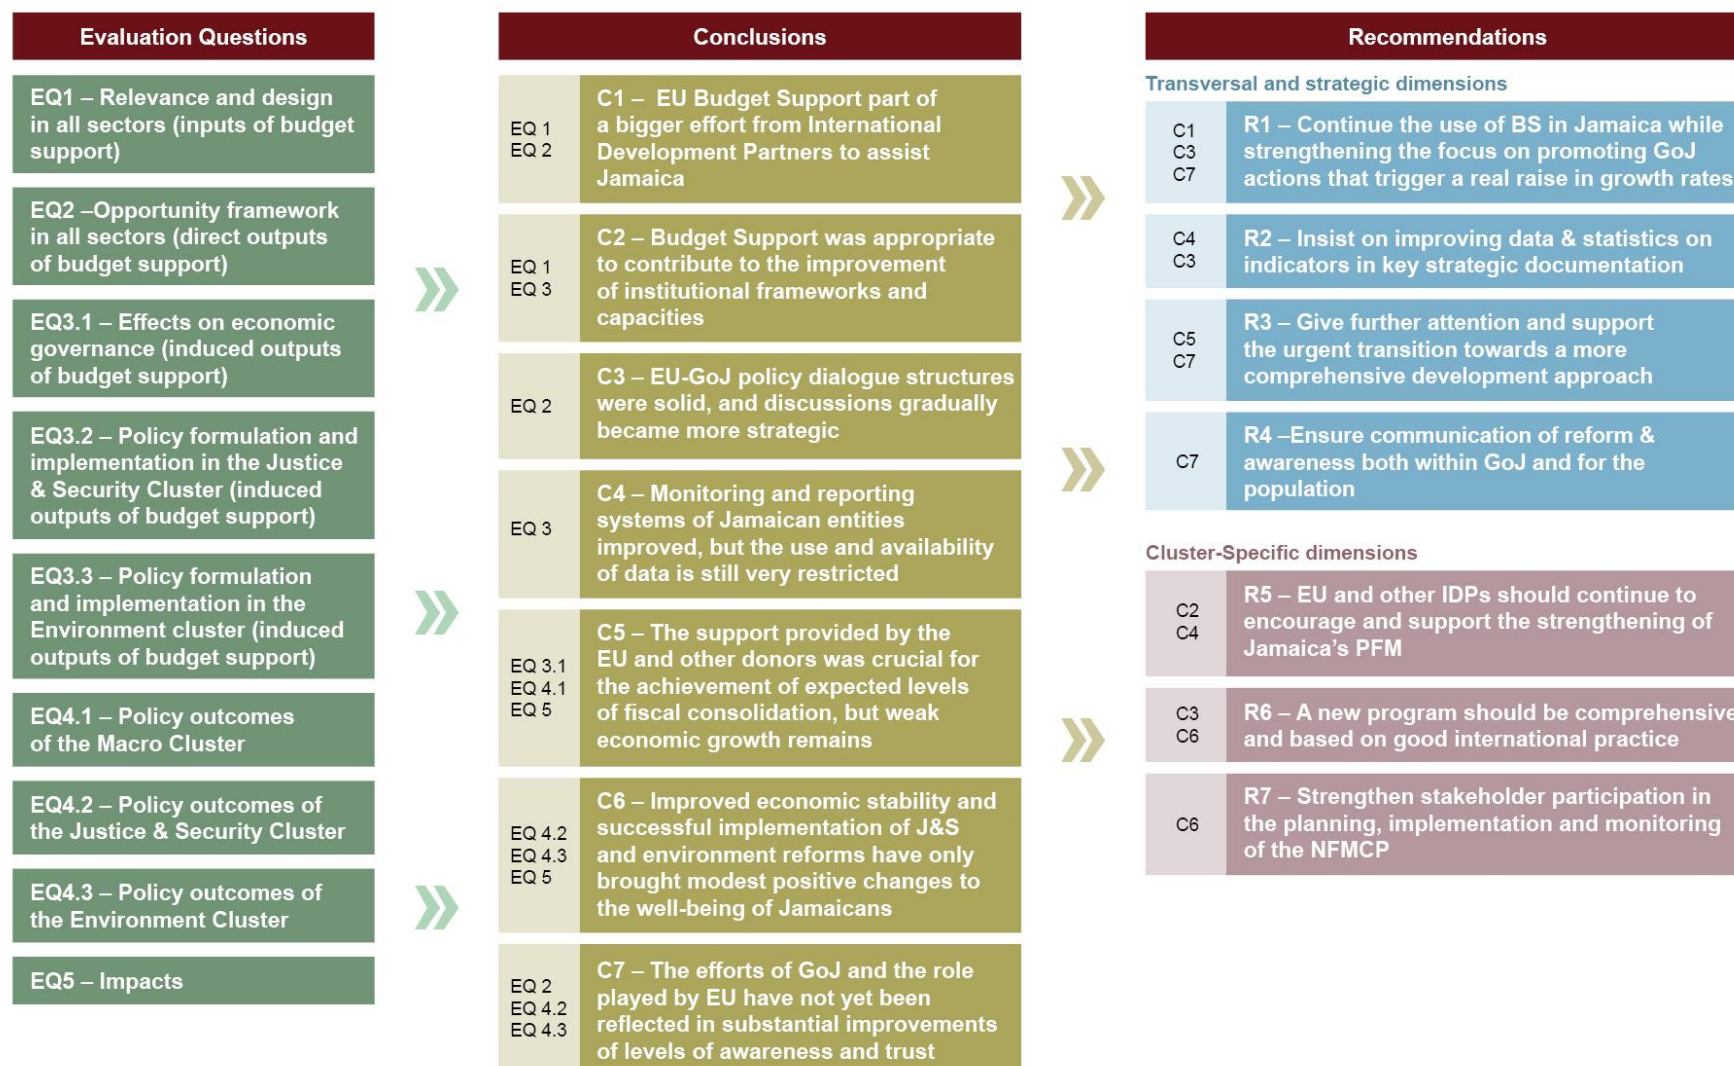 Evaluation Questions
EQ1 – Relevance and design
in all sectors (inputs of budget
support)
EQ2 –Opportunity framework
in all sectors (direct outputs
of budget support)
EQ3.1 – Effects on economic
governance (induced outputs
of budget support)
EQ3.2 – Policy formulation and
implementation in the Justice
& Security Cluster (induced
outputs of budget support)
EQ3.3 – Policy formulation
and implementation in the
Environment cluster (induced
outputs of budget support)
EQ4.1 – Policy outcomes
of the Macro Cluster
EQ4.2 – Policy outcomes of
the Justice & Security Cluster
EQ4.3 – Policy outcomes of
the Environment Cluster
EQ5 – Impacts
Conclusions
EQ 1
EQ 2
C1 – EU Budget Support part of
a bigger effort from International
Development Partners to assist
Jamaica
EQ 1
EQ 3
C2 – Budget Support was appropriate
to contribute to the improvement
of institutional frameworks and
capacities
EQ 2
C3 – EU-GoJ policy dialogue structures
were solid, and discussions gradually
became more strategic
EQ 3
C4 – Monitoring and reporting
systems of Jamaican entities
improved, but the use and availability
of data is still very restricted
EQ 3.1
EQ 4.1
EQ 5
C5 – The support provided by the
EU and other donors was crucial for
the achievement of expected levels
of fiscal consolidation, but weak
economic growth remains
EQ 4.2
EQ 4.3
EQ 5
C6 – Improved economic stability and
successful implementation of J&S
and environment reforms have only
brought modest positive changes to
the well-being of Jamaicans
EQ 2
EQ 4.2
EQ 4.3
C7 – The efforts of GoJ and the role
played by EU have not yet been
reflected in substantial improvements
of levels of awareness and trust
Recommendations
Transversal and strategic dimensions
C1
C3
C7
R1 – Continue the use of BS in Jamaica while
strengthening the focus on promoting GoJ
actions that trigger a real raise in growth rates
C4
C3
R2 – Insist on improving data & statistics on
indicators in key strategic documentation
C5
C7
R3 – Give further attention and support
the urgent transition towards a more
comprehensive development approach
C7
R4 –Ensure communication of reform &
awareness both within GoJ and for the
population
Cluster-Specific dimensions
C2
C4
R5 – EU and other IDPs should continue to
encourage and support the strengthening of
Jamaica's PFM
C3
C6
R6 – A new program should be comprehensive
and based on good international practice
C6
R7 – Strengthen stakeholder participation in
the planning, implementation and monitoring
of the NFMCP